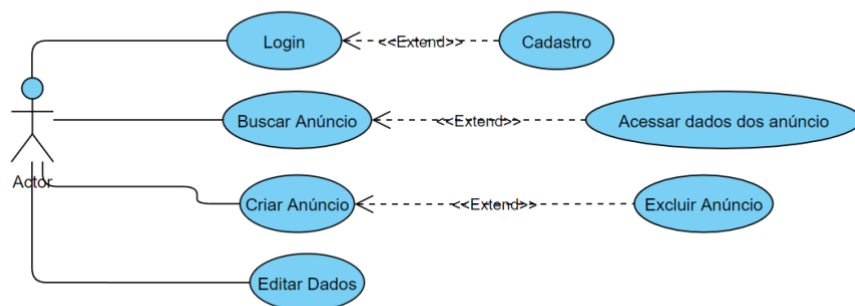 Login
<<Extend>>
Cadastro
Buscar Anúncio
<<Extend>>
Acessar dados dos anúncio
Actor
Criar Anúncio
<<Extend>>
Excluir Anúncio
Editar Dados